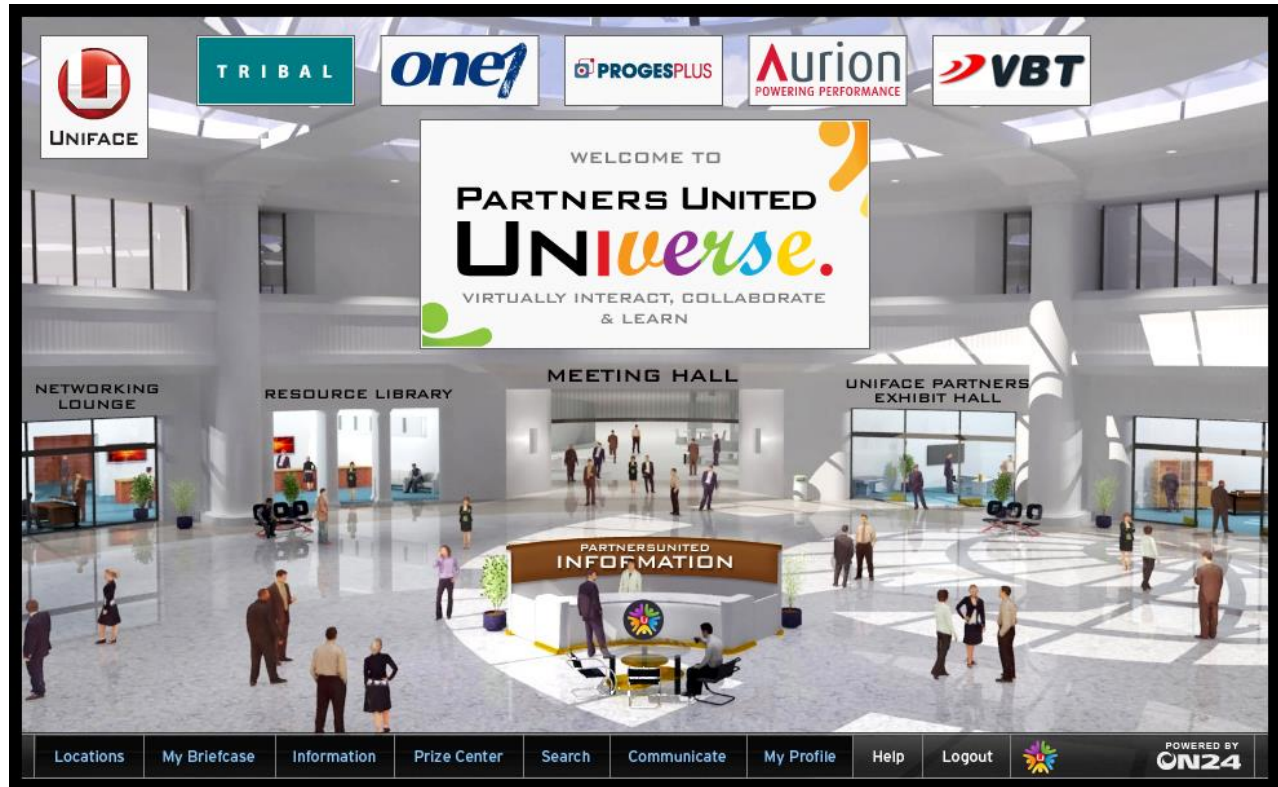 UNIFACE
TRIBAL
one1
PROGESPLUS
AURION
POWERING PERFORMANCE
VBT
WELCOME TO
PARTNERS UNITED
UNIverse.
VIRTUALLY INTERACT, COLLABORATE
& LEARN
NETWORKING
LOUNGE
RESOURCE LIBRARY
MEETING HALL
UNIFACE PARTNERS
EXHIBIT HALL
PARTNERSUNITED
INFORMATION
U
Locations
My Briefcase
Information
Prize Center
Search
Communicate
My Profile
Help
Logout
POWERED BY
ON24